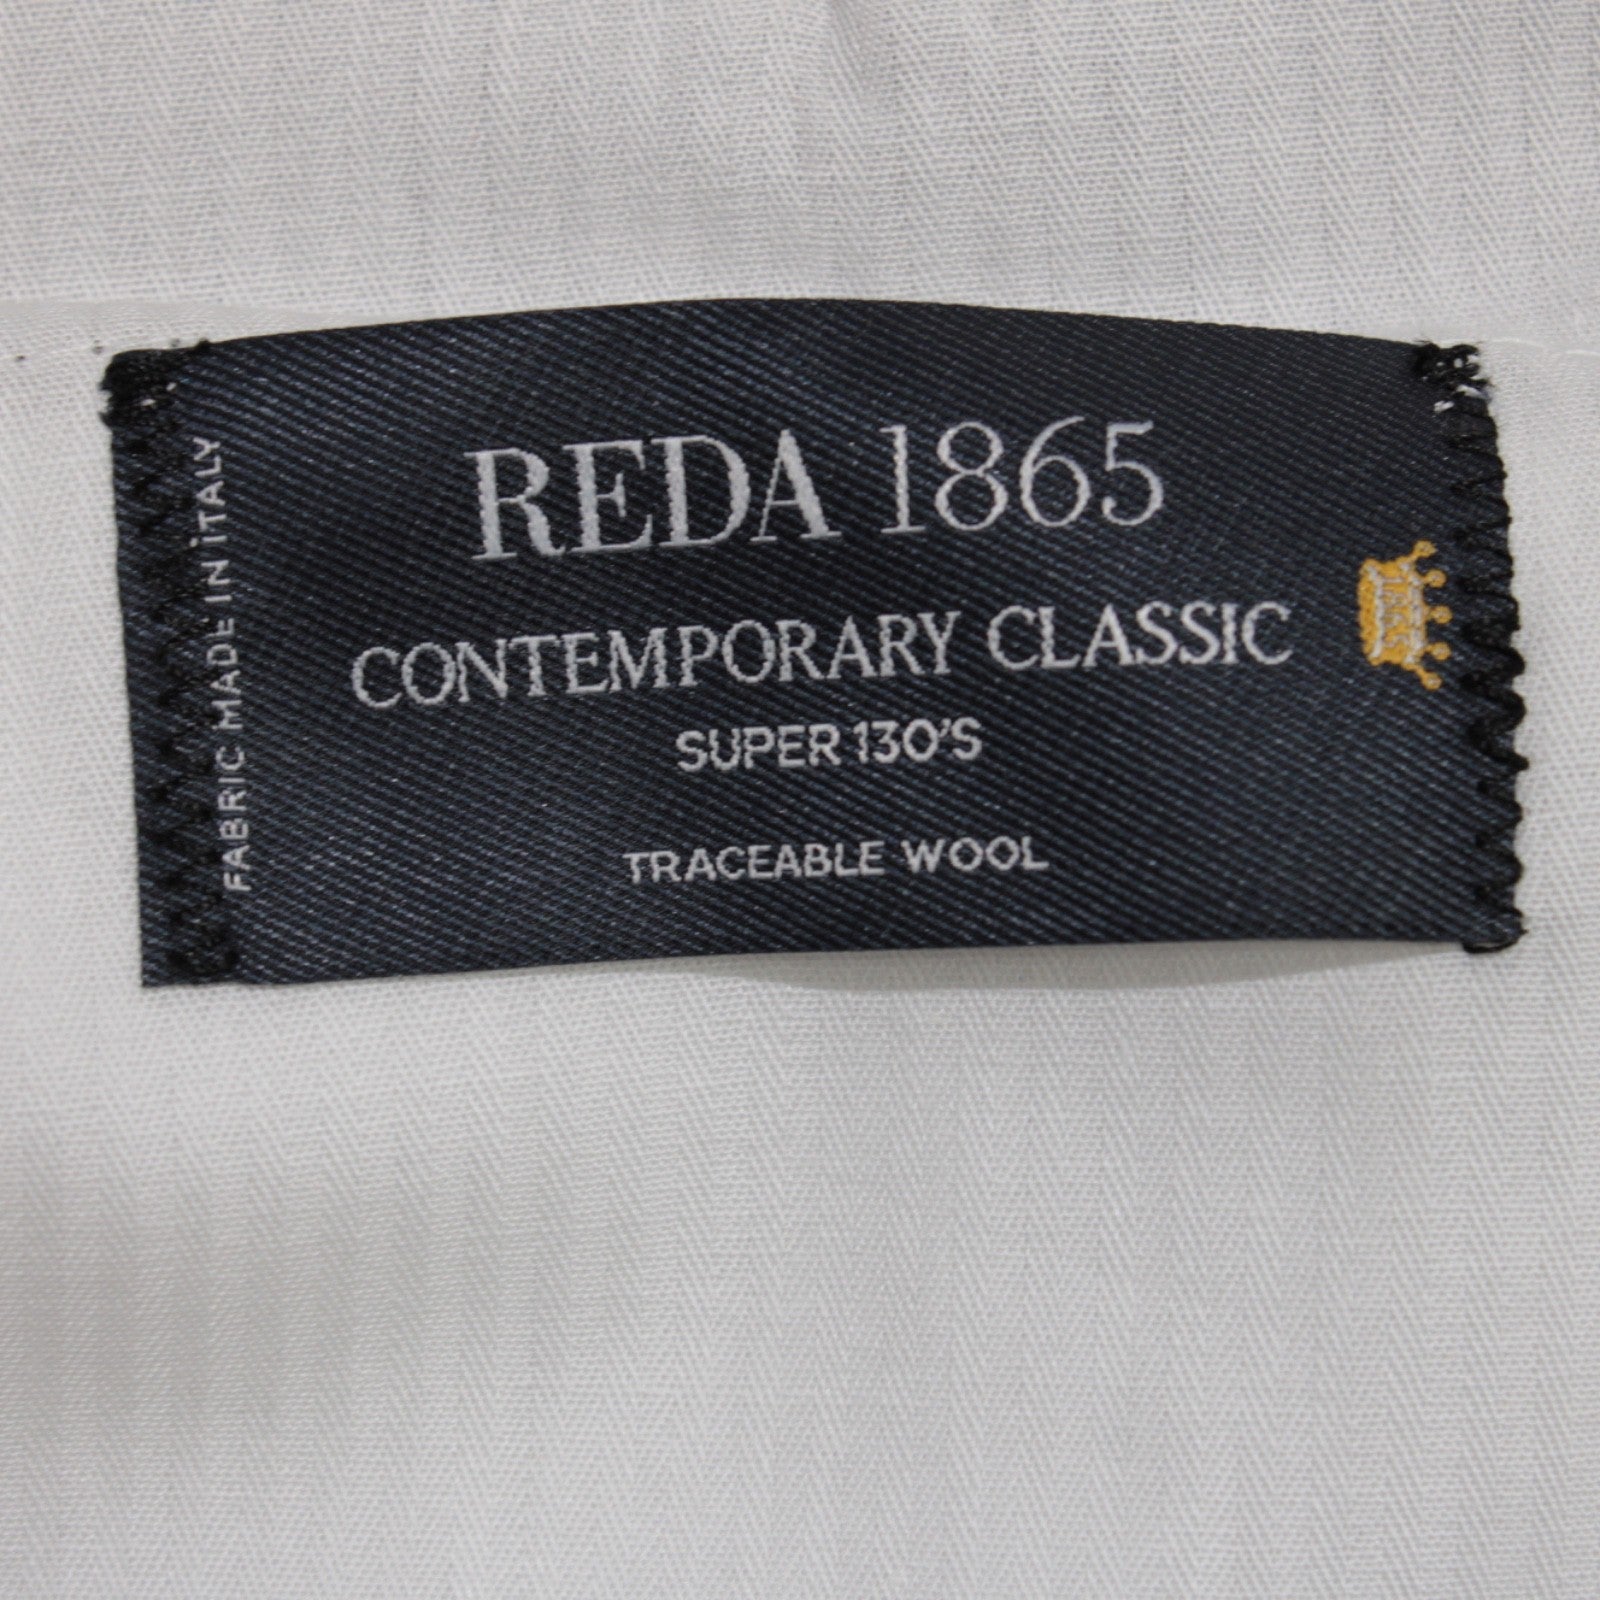 REDA 1865
CONTEMPORARY CLASSIC
SUPER 130'S
TRACEABLE WOOL
FABRIC MADE IN iTALY